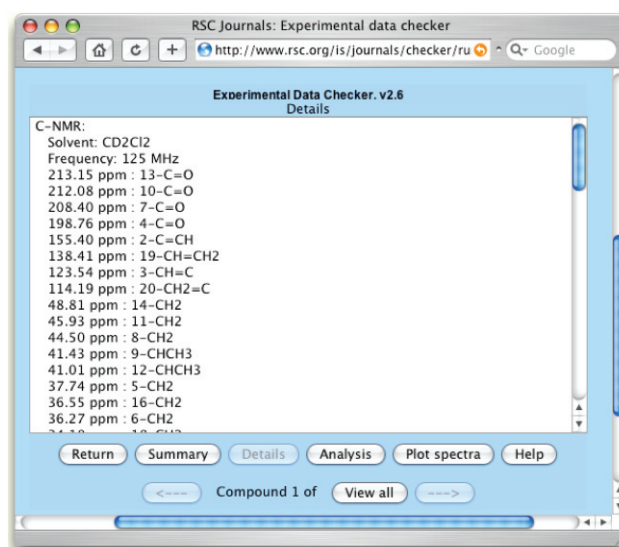 RSC Journals: Experimental data checker
http://www.rsc.org/is/journals/checker/ru
Google
Experimental Data Checker. v2.6
Details
C-NMR:
Solvent: CD2Cl2
Frequency: 125 MHz
213.15 ppm : 13-C=O
212.08 ppm : 10-C=O
208.40 ppm : 7-C=O
198.76 ppm : 4-C=O
155.40 ppm : 2-C=CH
138.41 ppm : 19-CH=CH2
123.54 ppm : 3-CH=C
114.19 ppm : 20-CH2=C
48.81 ppm : 14-CH2
45.93 ppm : 11-CH2
44.50 ppm : 8-CH2
41.43 ppm : 9-CHCH3
41.01 ppm : 12-CHCH3
37.74 ppm : 5-CH2
36.55 ppm : 16-CH2
36.27 ppm : 6-CH2
Return Summary Details Analysis Plot spectra Help
<--- Compound 1 of View all --->